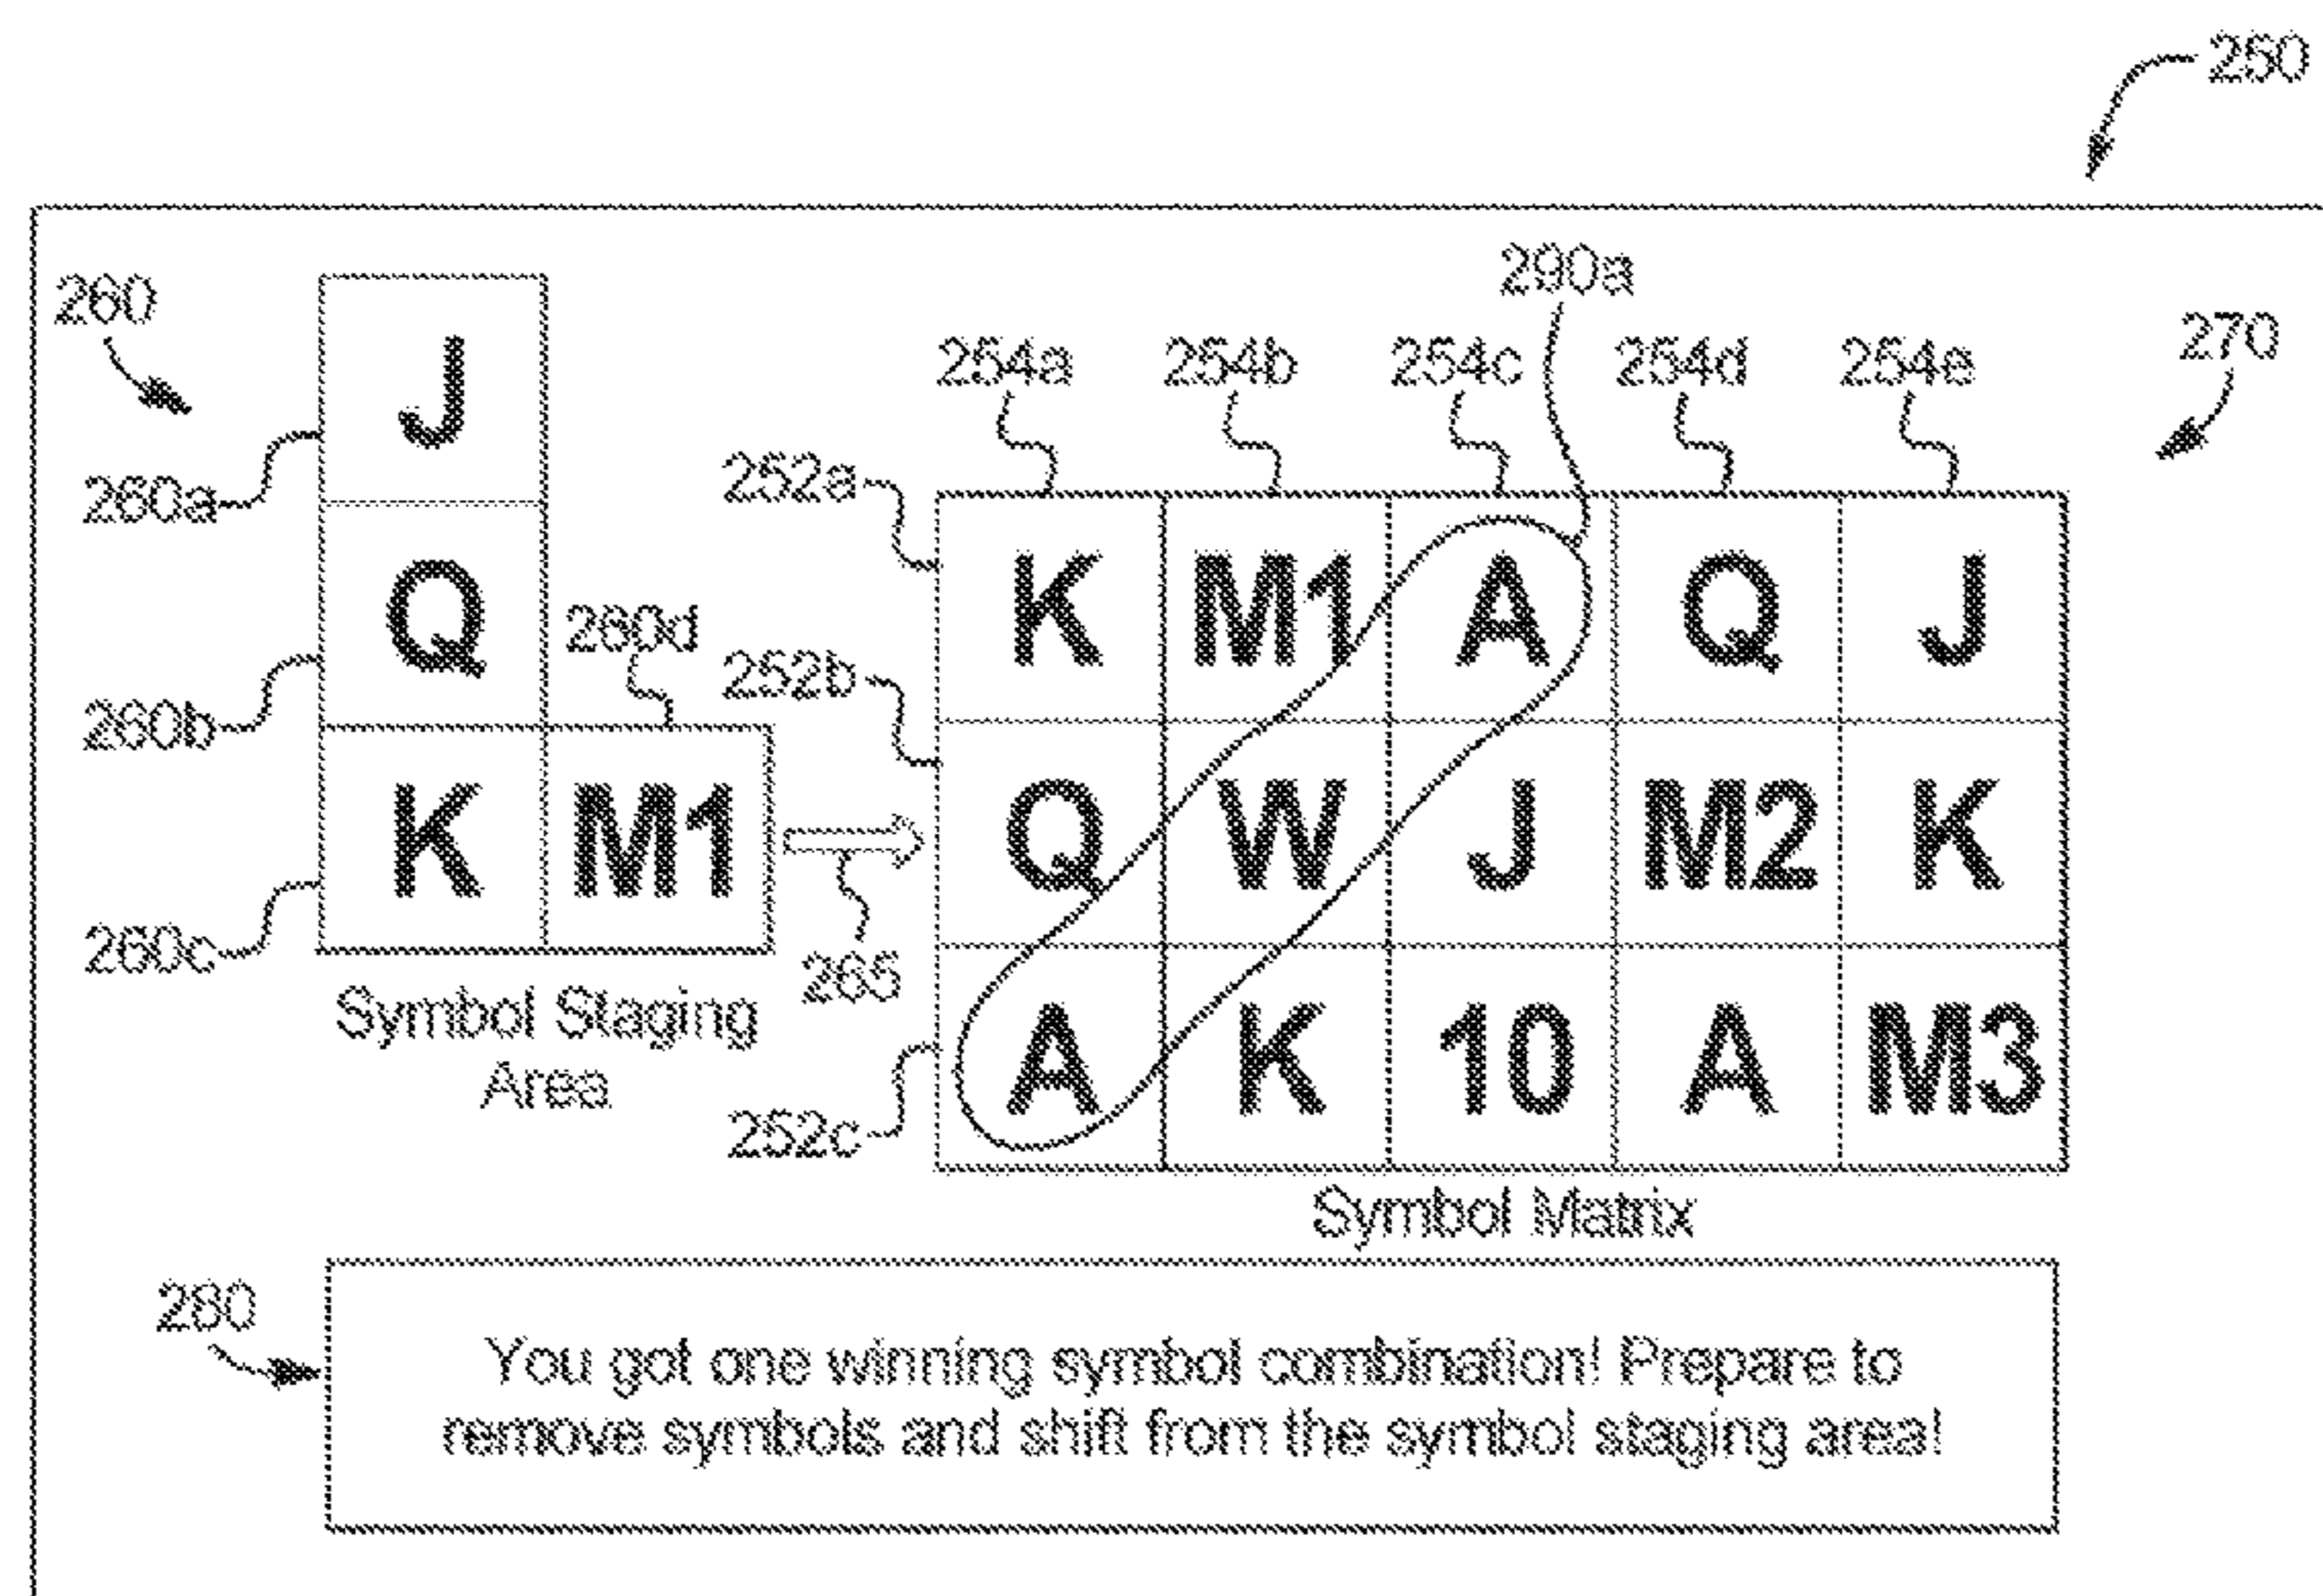 250
290a
260
J
254a 254b 254c 254d 254e
270
260a
252a
Q
260d
K M1 A Q J
260b
252b
K M1
Q W J M2 K
260c
265
Symbol Staging
Area
252c
A K 10 A M3
Symbol Matrix
280
You got one winning symbol combination! Prepare to
remove symbols and shift from the symbol staging area!